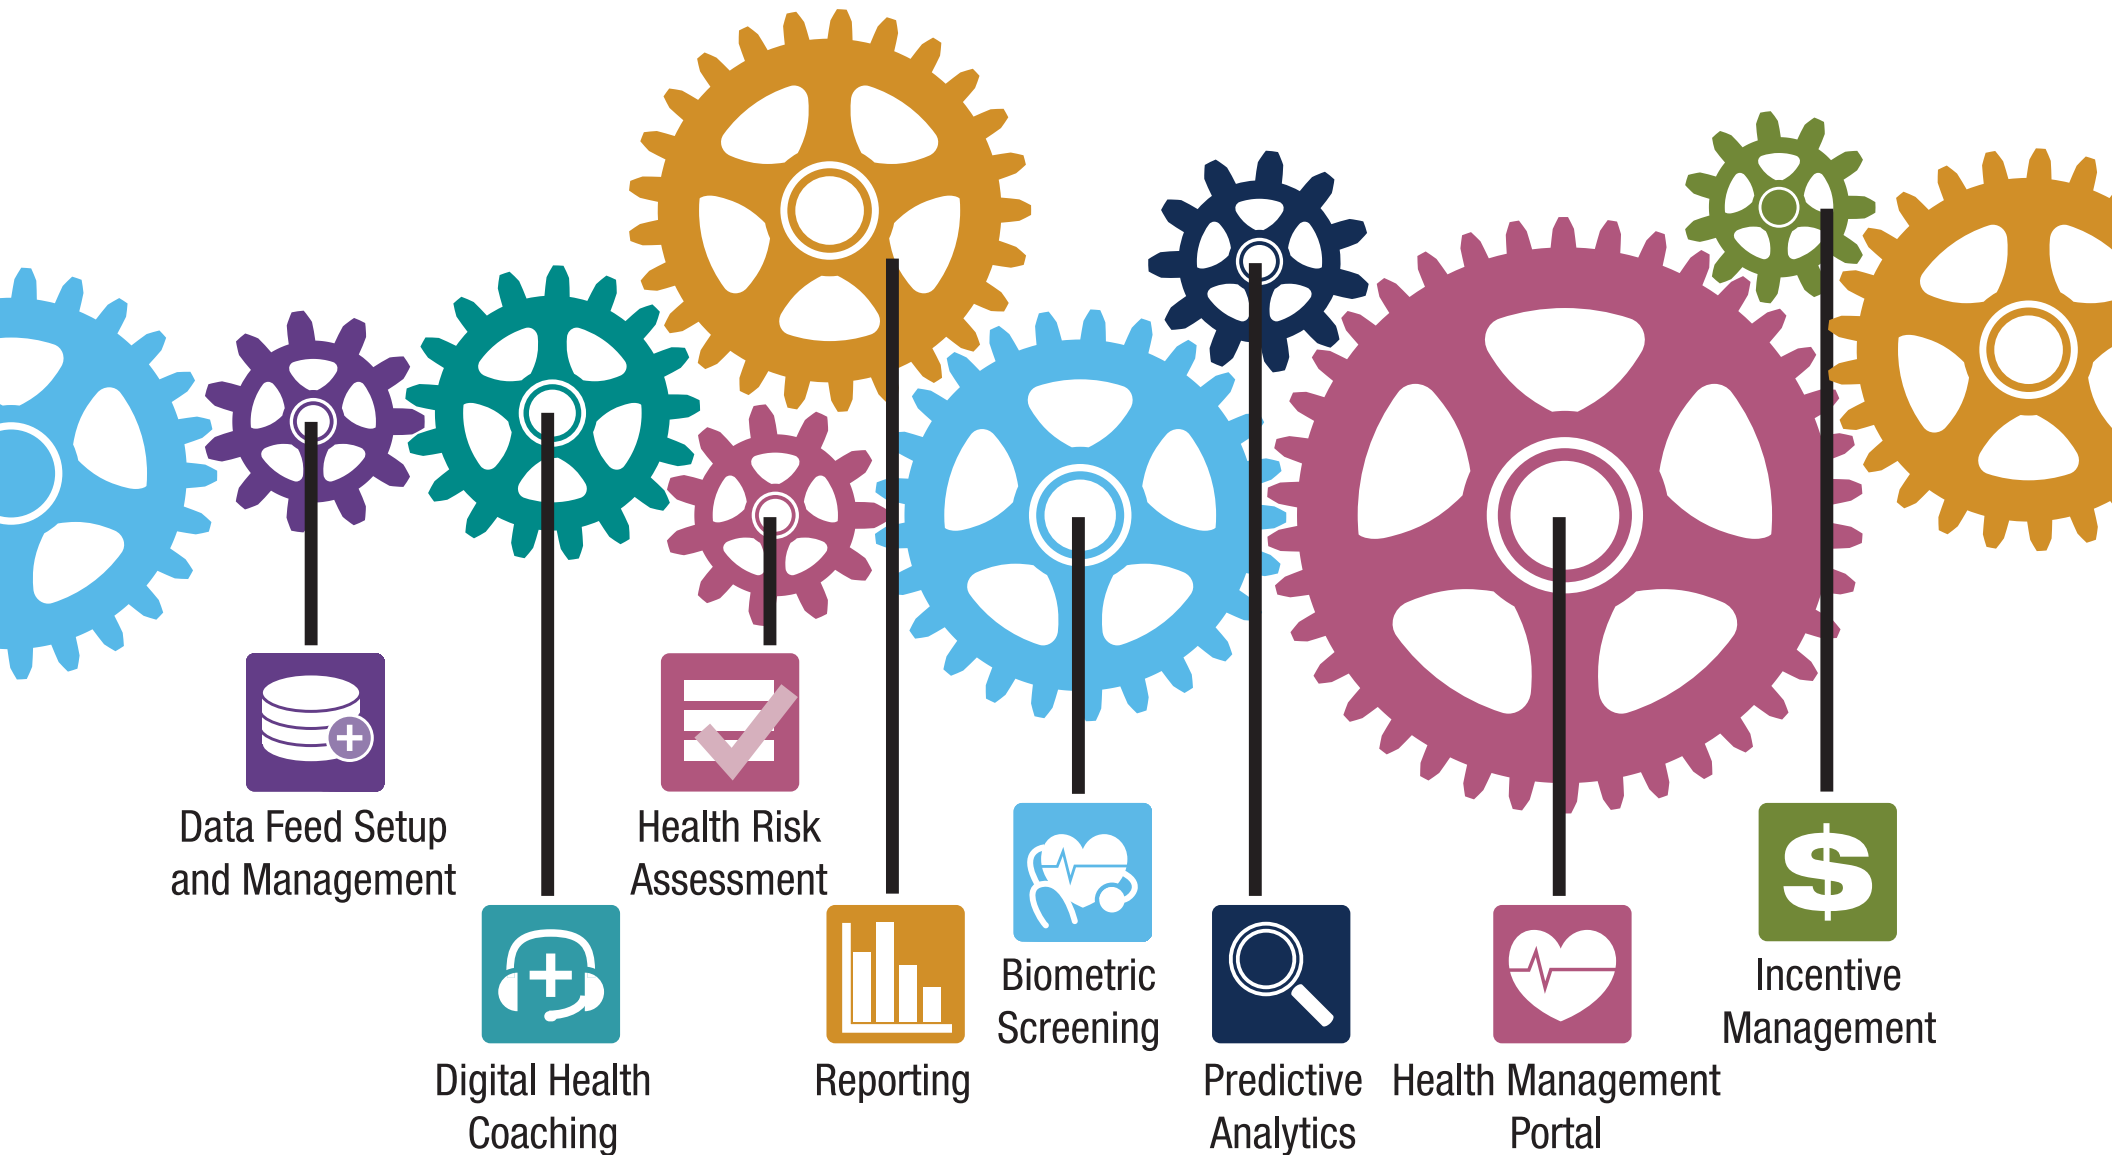 Data Feed Setup
and Management
Digital Health
Coaching
Health Risk
Assessment
Reporting
Biometric
Screening
Predictive
Analytics
Health Management
Portal
$
Incentive
Management